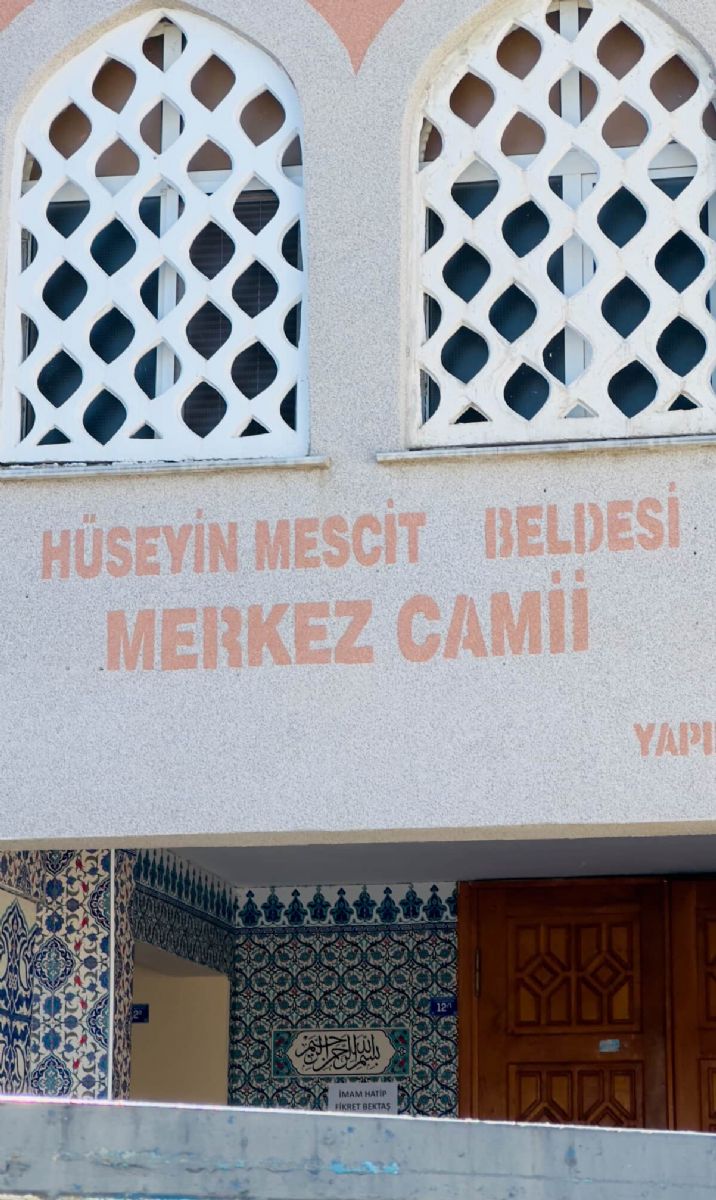 HÜSEYİN MESCİT BELDESİ
MERKEZ CAMİİ
YAPI
بسم الله الرحمن الرحيم
İMAM HATİP
FİKRET BEKTAŞ